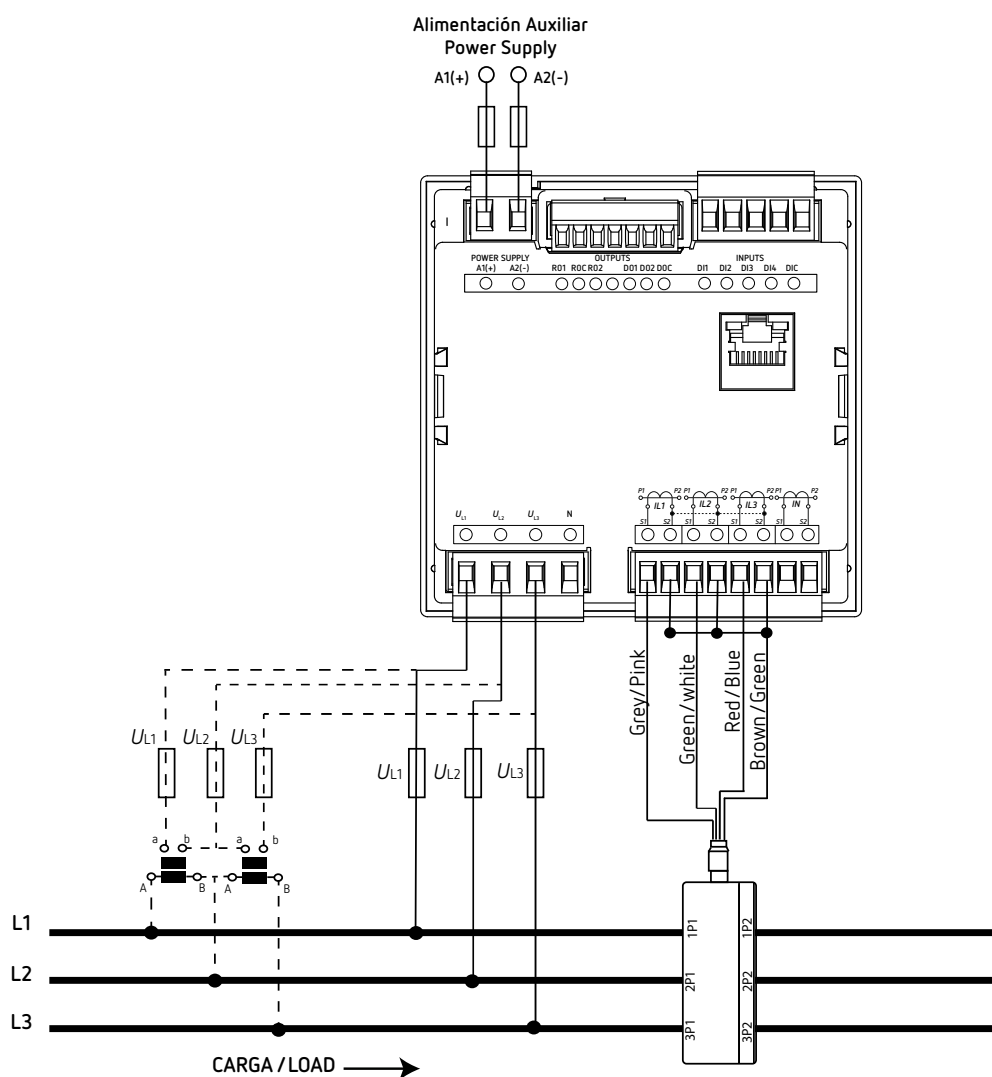 Alimentación Auxiliar
Power Supply
A1(+) A2(-)
I
POWER SUPPLY OUTPUTS INPUTS
A1(+) A2(-) RO1 ROC RO2 DO1 DO2 DOC DI1 DI2 DI3 DI4 DIC
P1 P2 P1 P2 P1 P2 P1 P2
IL1 IL2 IL3 IN
UL1 UL2 UL3 N
S1 S2 S1 S2 S1 S2 S1 S2
Grey/Pink
Green/white
Red/Blue
Brown/Green
UL1 UL2 UL3
UL1 UL2 UL3
a b a b
A B A B
L1 1P1 1P2
L2 2P1 2P2
L3 3P1 3P2
CARGA / LOAD